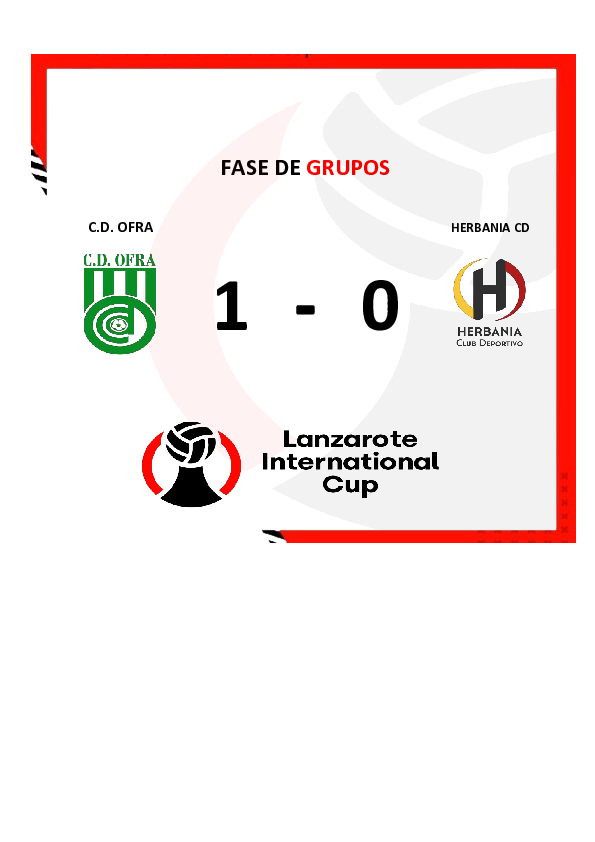 FASE DE GRUPOS
C.D. OFRA
HERBANIA CD
C.D. OFRA
1 - 0
HERBANIA
CLUB DEPORTIVO
Lanzarote
International
Cup